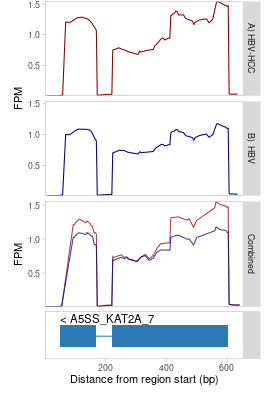 1.5
1.0
0.5
FPM
A) HBV-HCC
1.5
1.0
0.5
B) HBV
1.5
1.0
0.5
FPM
Combined
200
400
600
< A5SS_KAT2A_7
Distance from region start (bp)